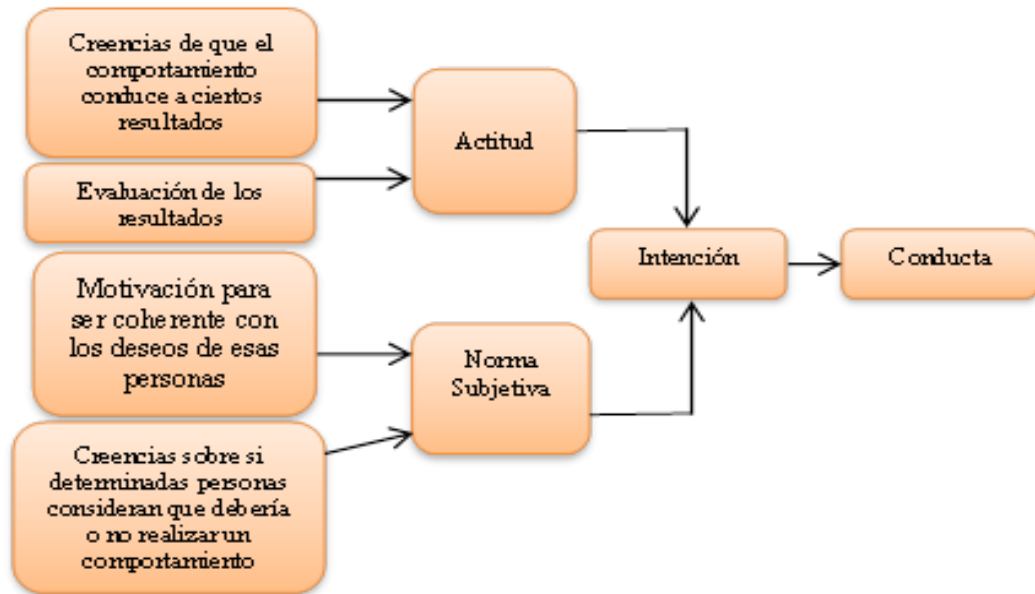 Creencias de que el
comportamiento
conduce a ciertos
resultados
Evaluación de los
resultados
Motivación para
ser coherente con
los deseos de esas
personas
Creencias sobre si
determinadas personas
consideran que debería
o no realizar un
comportamiento
Actitud
Norma
Subjetiva
Intención
Conducta